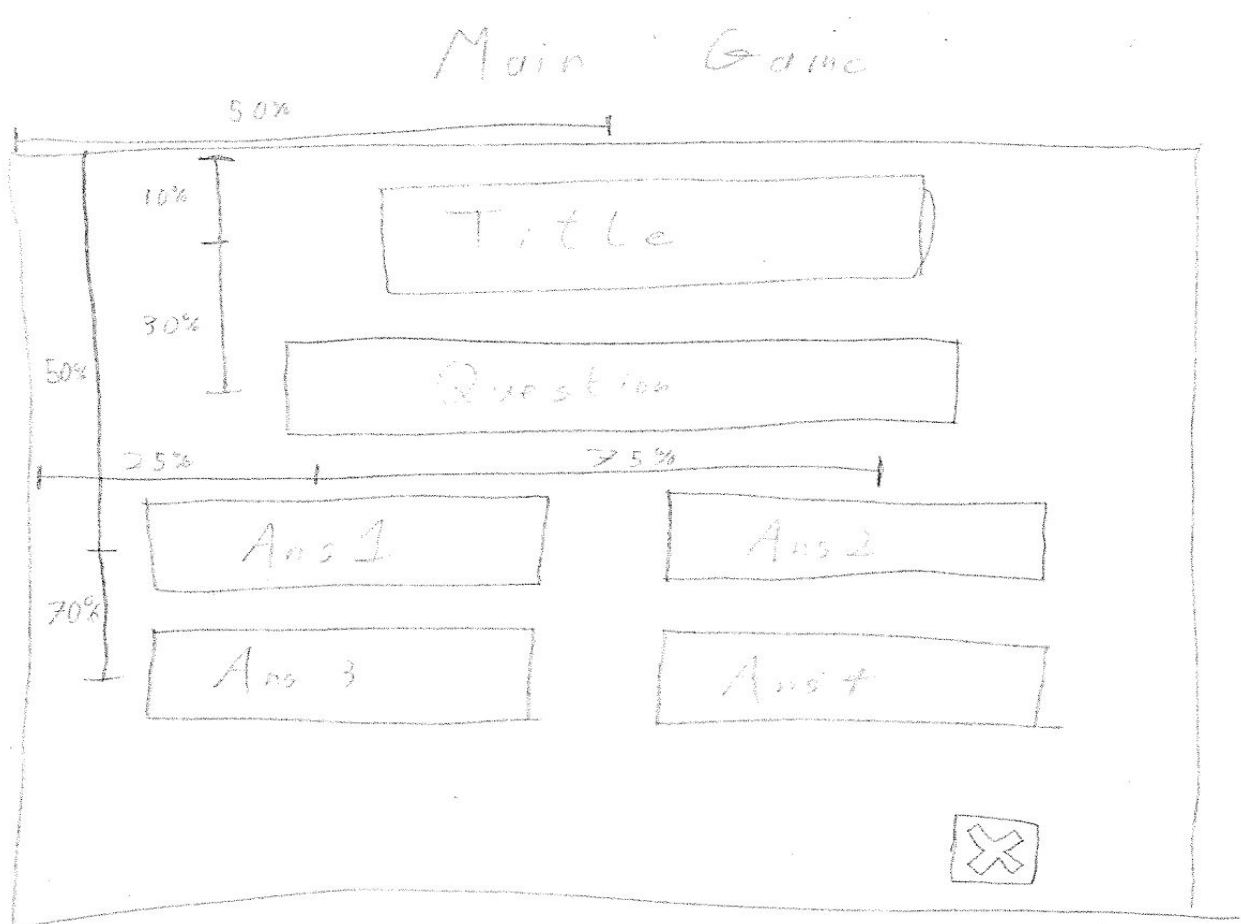 Main Game
50%
10%
Title
30%
50%
Question
25% 75%
Ans 1 Ans 2
70%
Ans 3 Ans 4